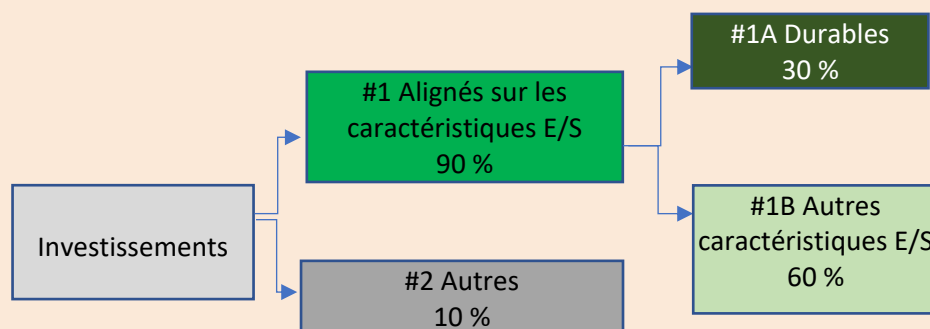 #1A Durables
30 %
#1 Alignés sur les
caractéristiques E/S
90 %
#1B Autres
caractéristiques E/S
60 %
Investissements
#2 Autres
10 %